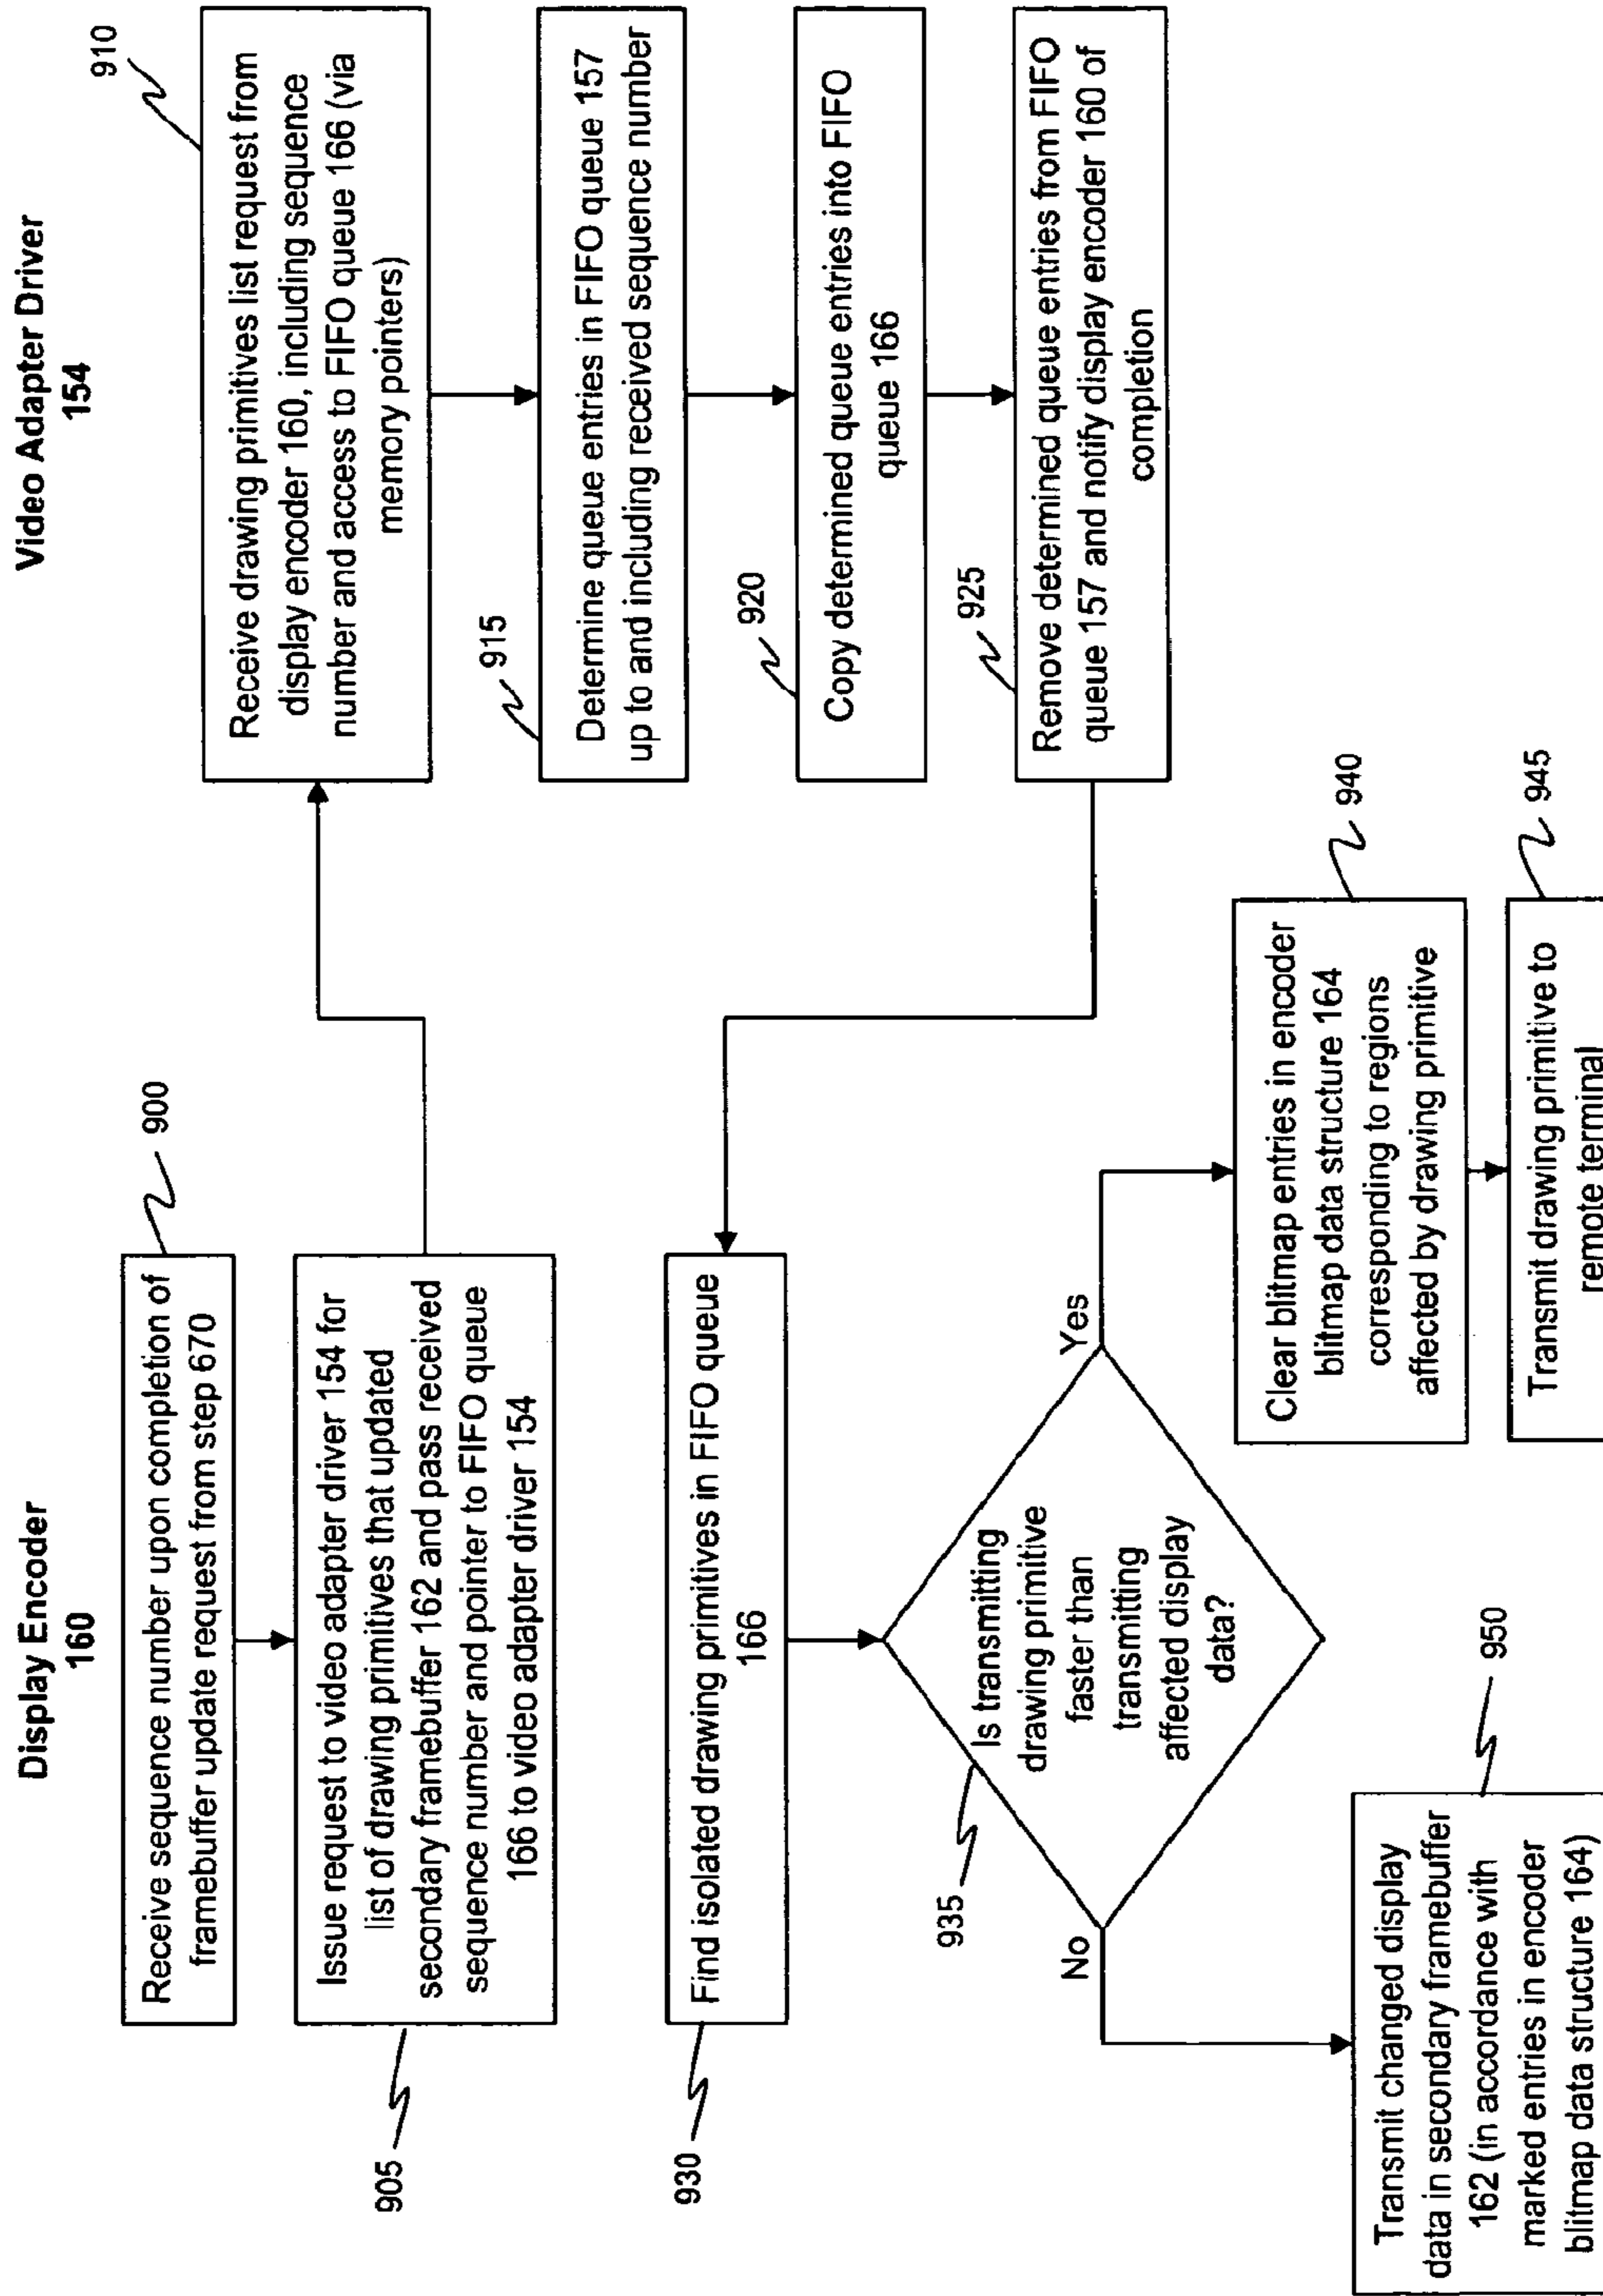 Display Encoder
160
Video Adapter Driver
154
900
Receive sequence number upon completion of
framebuffer update request from step 670
905
Issue request to video adapter driver 154 for
list of drawing primitives that updated
secondary framebuffer 162 and pass received
sequence number and pointer to FIFO queue
166 to video adapter driver 154
910
Receive drawing primitives list request from
display encoder 160, including sequence
number and access to FIFO queue 166 (via
memory pointers)
915
Determine queue entries in FIFO queue 157
up to and including received sequence number
920
Copy determined queue entries into FIFO
queue 166
925
Remove determined queue entries from FIFO
queue 157 and notify display encoder 160 of
completion
930
Find isolated drawing primitives in FIFO queue
166
935
Is transmitting
drawing primitive
faster than
transmitting
affected display
data?
Yes
No
940
Clear blitmap entries in encoder
blitmap data structure 164
corresponding to regions
affected by drawing primitive
945
Transmit drawing primitive to
remote terminal
950
Transmit changed display
data in secondary framebuffer
162 (in accordance with
marked entries in encoder
blitmap data structure 164)